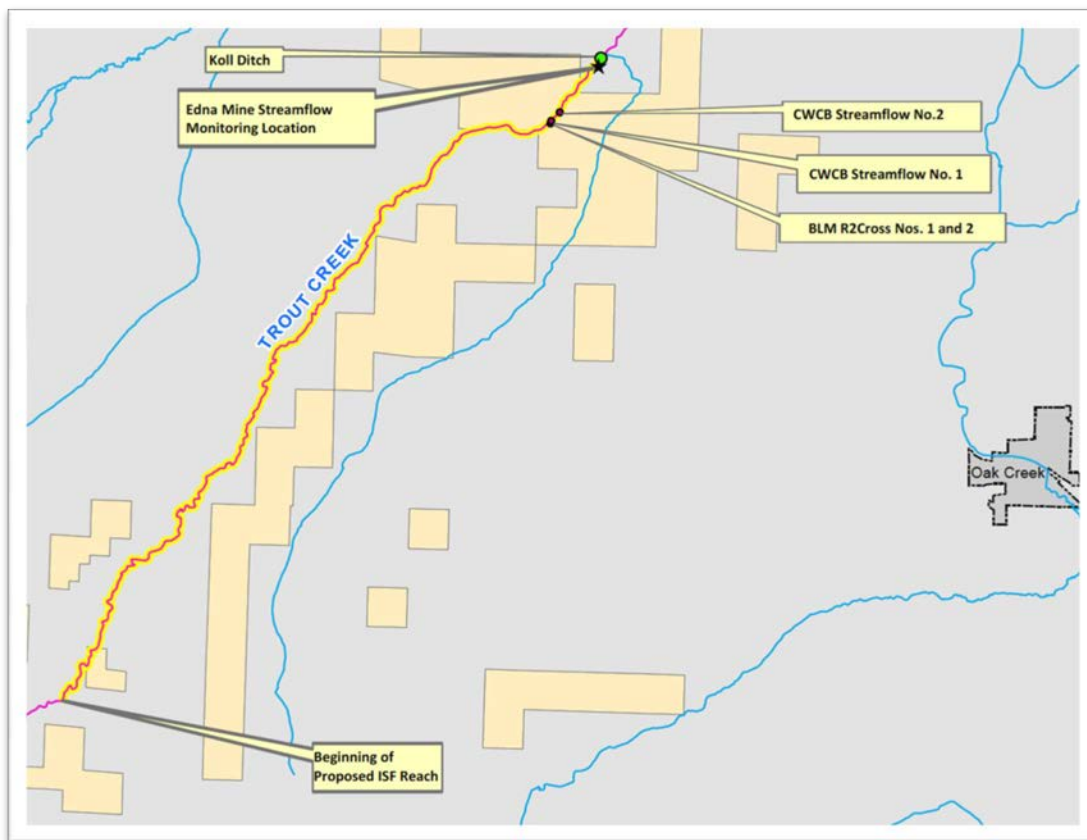 Koll Ditch
Edna Mine Streamflow
Monitoring Location
CWCB Streamflow No.2
CWCB Streamflow No. 1
BLM R2Cross Nos. 1 and 2
TROUT CREEK
Oak Creek
Beginning of
Proposed ISF Reach